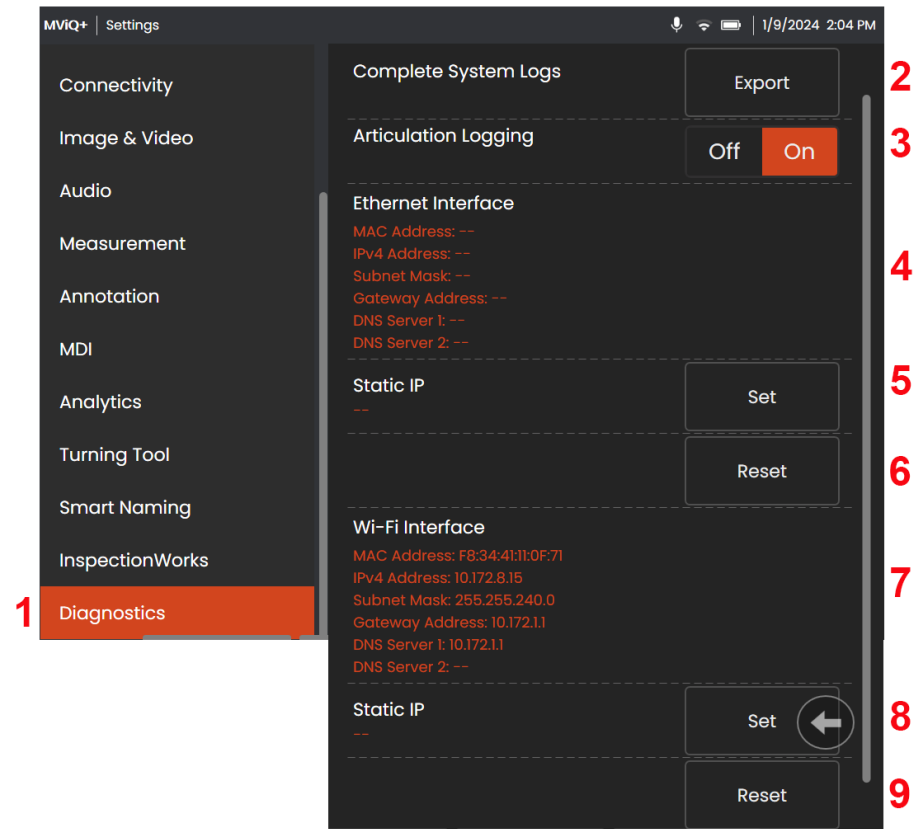 MViQ+ | Settings
1/9/2024 2:04 PM
Connectivity
Image & Video
Audio
Measurement
Annotation
MDI
Analytics
Turning Tool
Smart Naming
InspectionWorks
1
Diagnostics
Complete System Logs
Export
2
Articulation Logging
Off
On
3
Ethernet Interface
MAC Address: --
IPv4 Address: --
Subnet Mask: --
Gateway Address: --
DNS Server 1: --
DNS Server 2: --
4
Static IP
--
Set
5
Reset
6
Wi-Fi Interface
MAC Address: F8:34:41:11:0F:71
IPv4 Address: 10.172.8.15
Subnet Mask: 255.255.240.0
Gateway Address: 10.172.1.1
DNS Server 1: 10.172.1.1
DNS Server 2: --
7
Static IP
--
Set
8
Reset
9